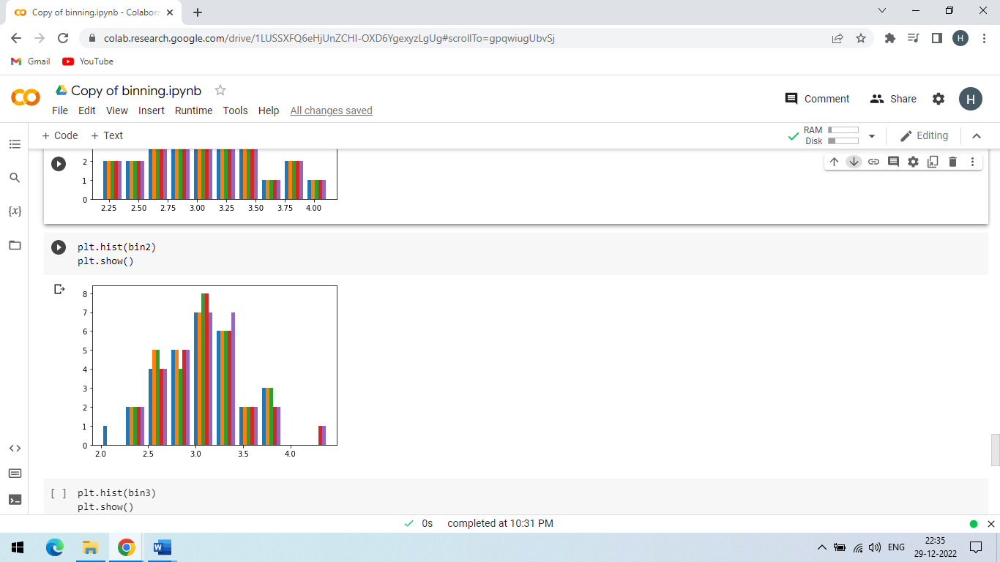 Copy of binning.ipynb - Colabora
colab.research.google.com/drive/1LUSSXFQ6eHjUnZCHI-OXD6YgexyzLgUg#scrollTo=gpqwiugUbvSj
H
Gmail YouTube
Copy of binning.ipynb
File Edit View Insert Runtime Tools Help All changes saved
Comment Share H
+ Code + Text
RAM
Disk
Editing
2
1
0
2.25 2.50 2.75 3.00 3.25 3.50 3.75 4.00
{x}
plt.hist(bin2)
plt.show()
8
7
6
5
4
3
2
1
0
2.0 2.5 3.0 3.5 4.0
[ ] plt.hist(bin3)
plt.show()
0s completed at 10:31 PM
W
ENG
22:35
29-12-2022